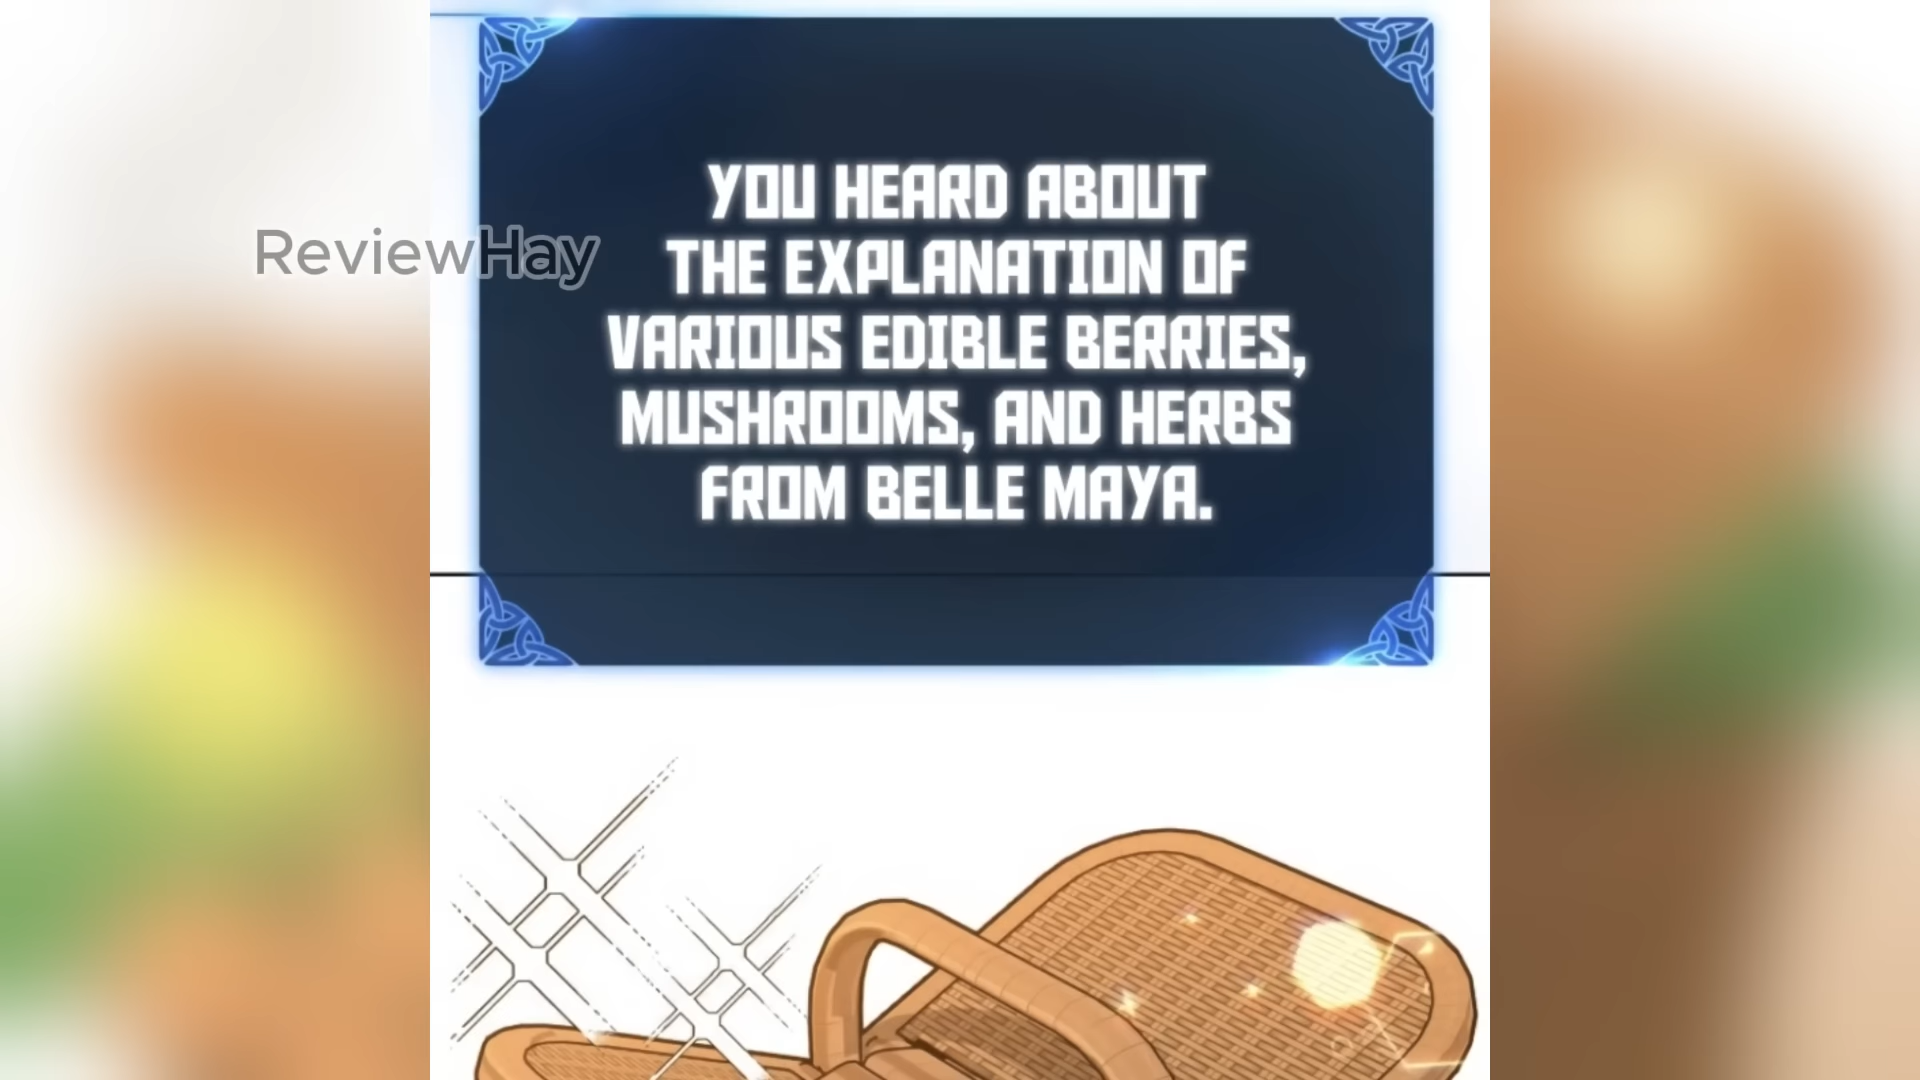 YOU HEARD ABOUT
THE EXPLANATION OF
ReviewHay
VARIOUS EDIBLE BERRIES,
MUSHROOMS, AND HERBS
FROM BELLE MAYA.